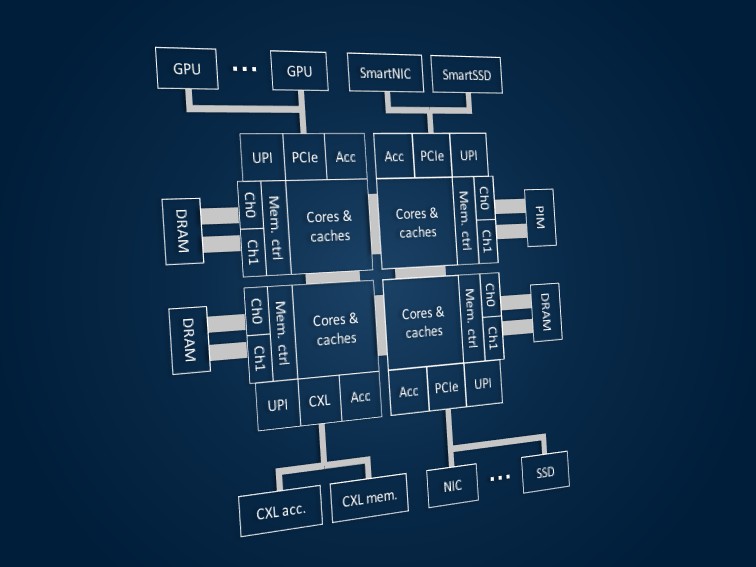 GPU ... GPU
SmartNIC
SmartSSD
UPI
PCIe
Acc
Acc
PCIe
UPI
DRAM
Ch0
Ch1
Mem. ctrl
Cores &
caches
Cores &
caches
Mem. ctrl
Ch0
Ch1
PIM
DRAM
Ch0
Ch1
Mem. ctrl
Cores &
caches
Cores &
caches
Mem. ctrl
Ch0
Ch1
DRAM
UPI
CXL
Acc
Acc
PCIe
UPI
CXL acc.
CXL mem.
NIC ... SSD